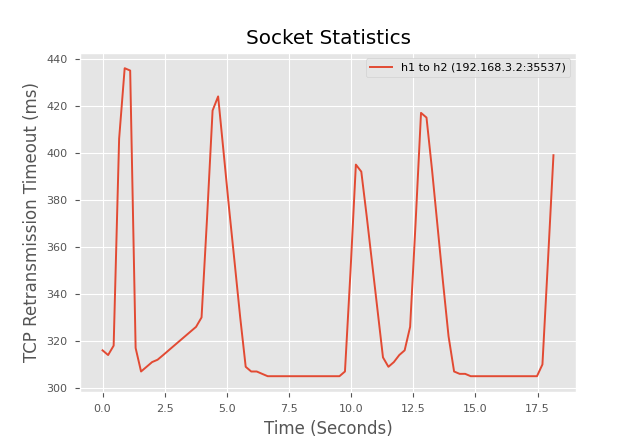 Socket Statistics
h1 to h2 (192.168.3.2:35537)
TCP Retransmission Timeout (ms)
440
420
400
380
360
340
320
300
0.0 2.5 5.0 7.5 10.0 12.5 15.0 17.5
Time (Seconds)